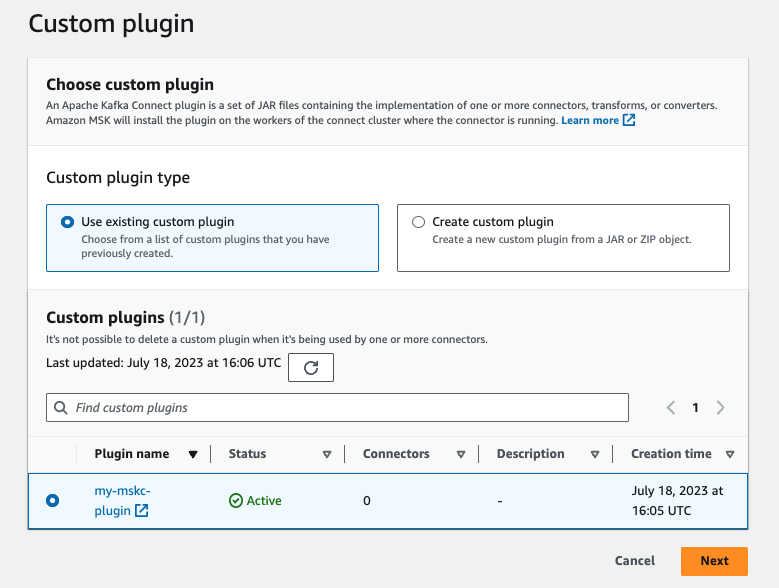 Custom plugin
Choose custom plugin
An Apache Kafka Connect plugin is a set of JAR files containing the implementation of one or more connectors, transforms, or converters.
Amazon MSK will install the plugin on the workers of the connect cluster where the connector is running. Learn more
Custom plugin type
Use existing custom plugin
Choose from a list of custom plugins that you have
previously created.
Create custom plugin
Create a new custom plugin from a JAR or ZIP object.
Custom plugins (1/1)
It's not possible to delete a custom plugin when it's being used by one or more connectors.
Last updated: July 18, 2023 at 16:06 UTC
Find custom plugins
1
Plugin name Status Connectors Description Creation time
my-mskc-
plugin
Active
0
-
July 18, 2023 at
16:05 UTC
Cancel Next